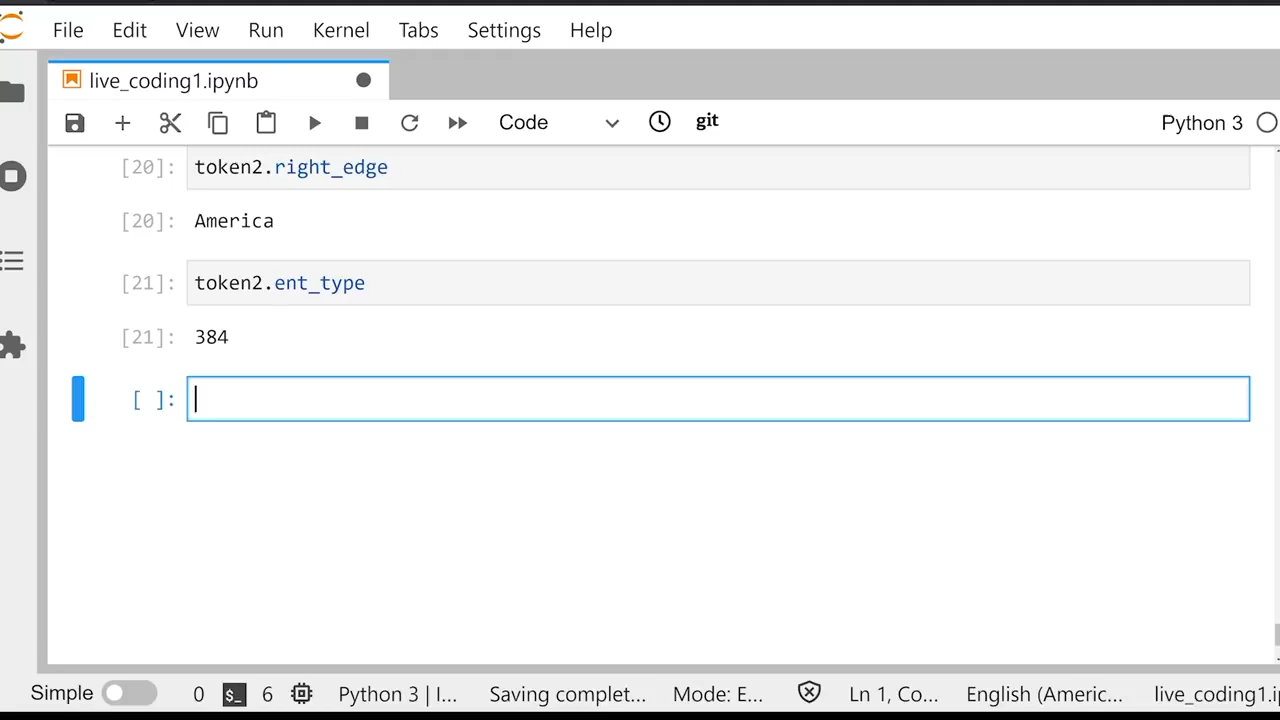 File Edit View Run Kernel Tabs Settings Help
live_coding1.ipynb
Code git Python 3
[20]: token2.right_edge
[20]: America
[21]: token2.ent_type
[21]: 384
[ ]:
Simple 0 $_ 6 Python 3 | I... Saving complet... Mode: E... Ln 1, Co... English (Americ... live_coding1.ip